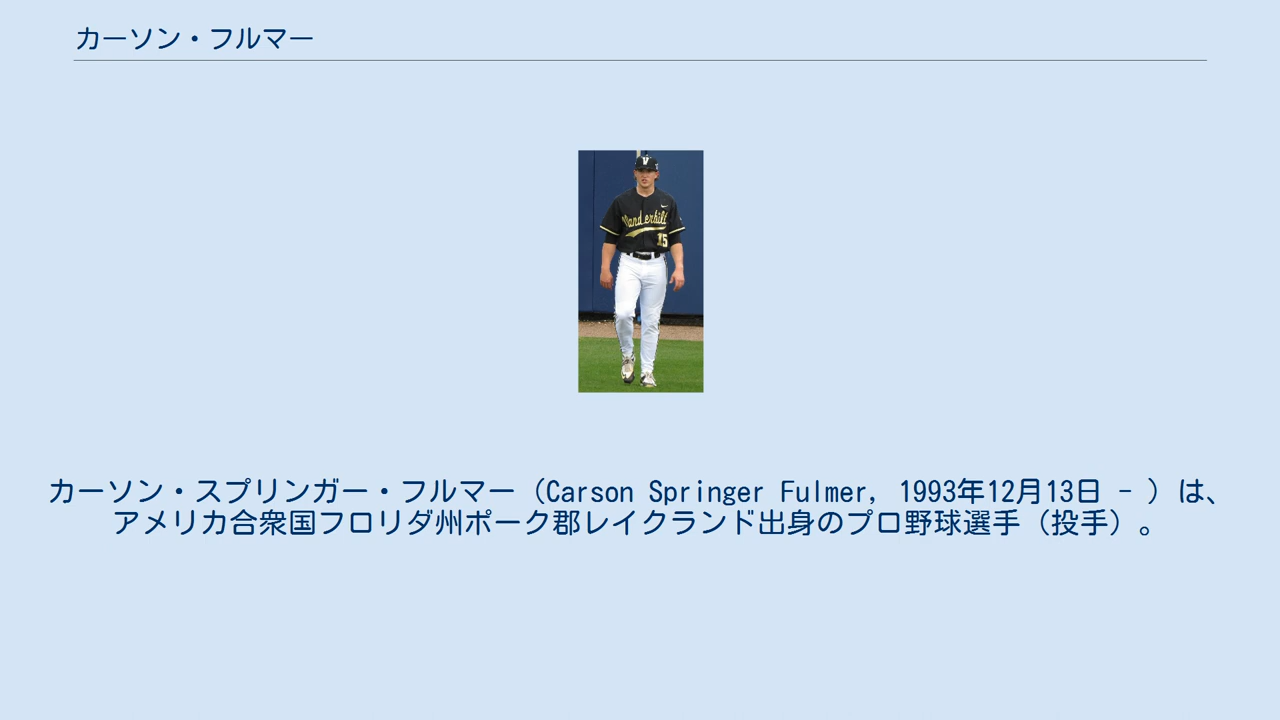 カーソン・フルマー
V
Vanderbilt
15
カーソン・スプリンガー・フルマー（Carson Springer Fulmer, 1993年12月13日 - ）は、
アメリカ合衆国フロリダ州ポーク郡レイクランド出身のプロ野球選手（投手）。